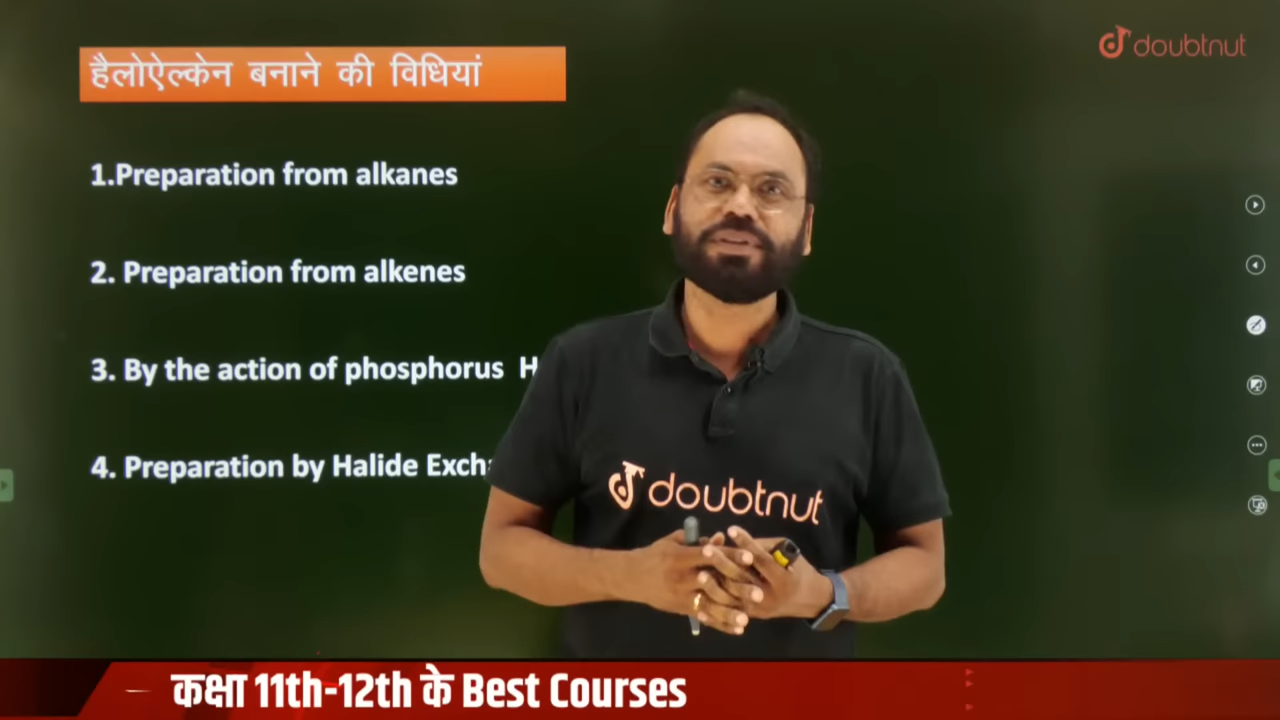 हैलोऐल्केन बनाने की विधियां
doubtnut
1.Preparation from alkanes
2. Preparation from alkenes
3. By the action of phosphorus
4. Preparation by Halide
doubtnut
कक्षा 11th-12th के Best Courses